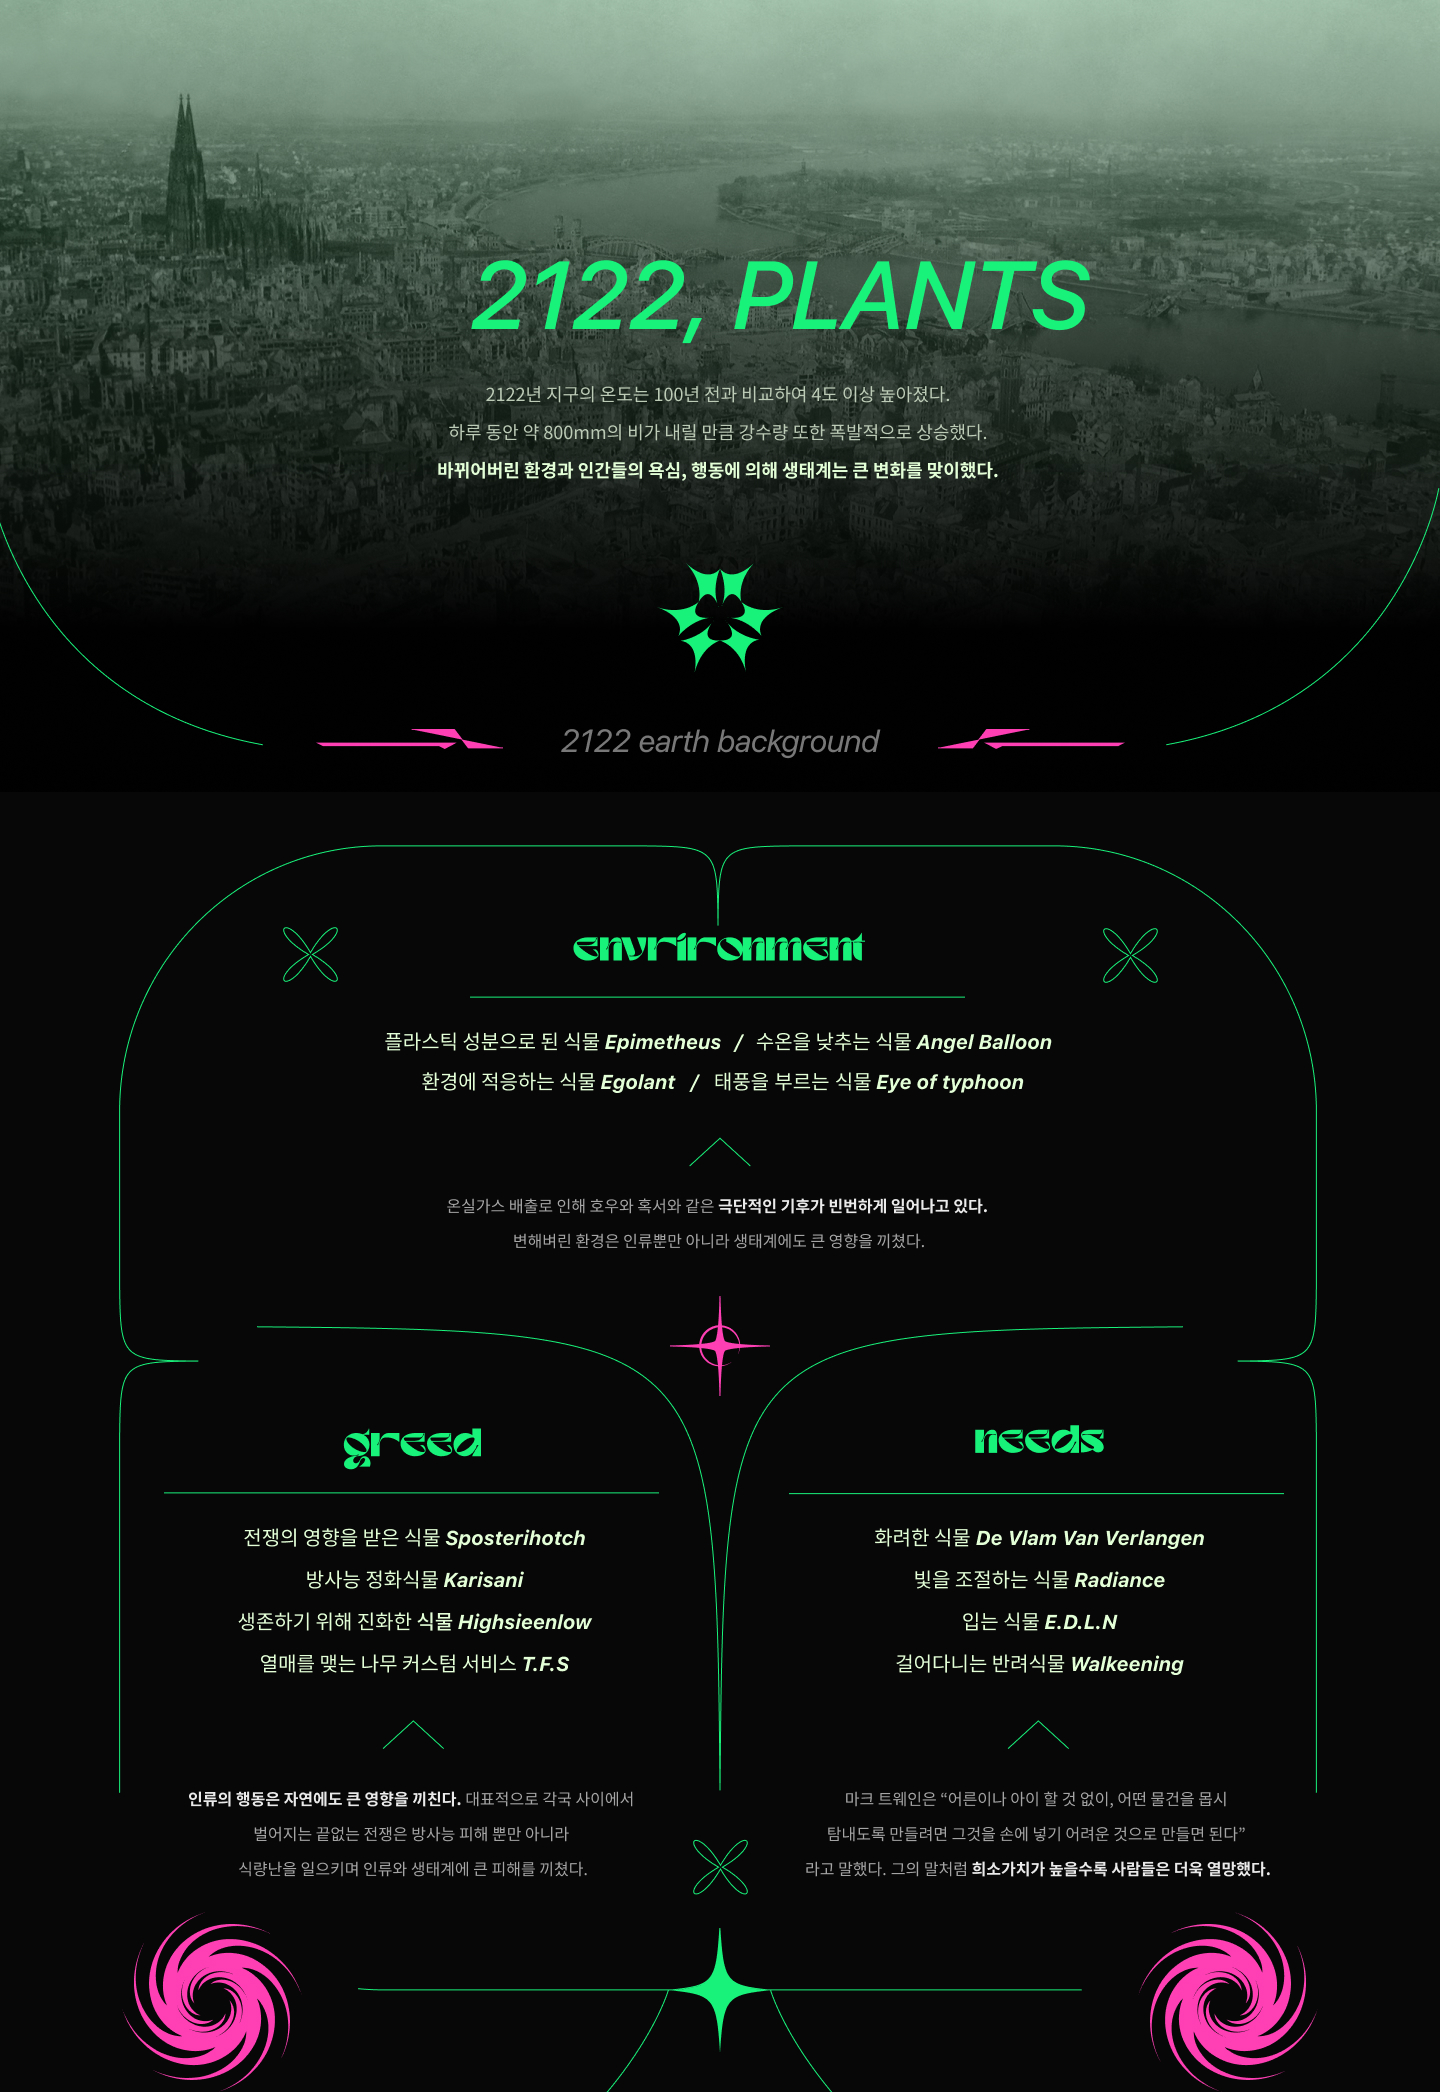 2122, PLANTS
2122년 지구의 온도는 100년 전과 비교하여 4도 이상 높아졌다.
하루 동안 약 800mm의 비가 내릴 만큼 강수량 또한 폭발적으로 상승했다.
바뀌어버린 환경과 인간들의 욕심, 행동에 의해 생태계는 큰 변화를 맞이했다.
2122 earth background
envrironment
플라스틱 성분으로 된 식물 Epimetheus / 수온을 낮추는 식물 Angel Balloon
환경에 적응하는 식물 Egolant / 태풍을 부르는 식물 Eye of typhoon
온실가스 배출로 인해 호우와 혹서와 같은 극단적인 기후가 빈번하게 일어나고 있다.
변해벼린 환경은 인류뿐만 아니라 생태계에도 큰 영향을 끼쳤다.
greed
전쟁의 영향을 받은 식물 Sposterihotch
방사능 정화식물 Karisani
생존하기 위해 진화한 식물 Highsieenlow
열매를 맺는 나무 커스텀 서비스 T.F.S
인류의 행동은 자연에도 큰 영향을 끼친다. 대표적으로 각국 사이에서
벌어지는 끝없는 전쟁은 방사능 피해 뿐만 아니라
식량난을 일으키며 인류와 생태계에 큰 피해를 끼쳤다.
needs
화려한 식물 De Vlam Van Verlangen
빛을 조절하는 식물 Radiance
입는 식물 E.D.L.N
걸어다니는 반려식물 Walkeening
마크 트웨인은 “어른이나 아이 할 것 없이, 어떤 물건을 몹시
탐내도록 만들려면 그것을 손에 넣기 어려운 것으로 만들면 된다”
라고 말했다. 그의 말처럼 희소가치가 높을수록 사람들은 더욱 열망했다.